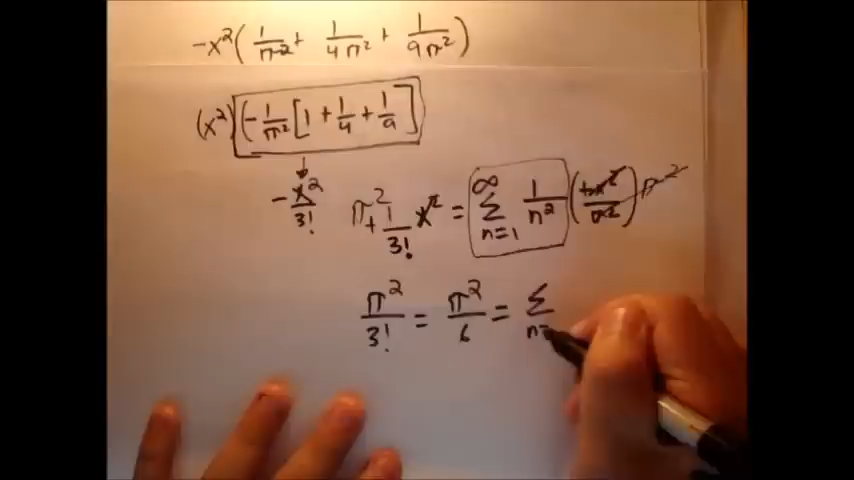 -x²(1/π² + 1/4π² + 1/9π²)
(x²)(-1/π²[1 + 1/4 + 1/9]
-x²/3! π² + 1/3! x² = ∞ Σ n=1 1/n² π²
π²/3! = π²/6 = Σ n=